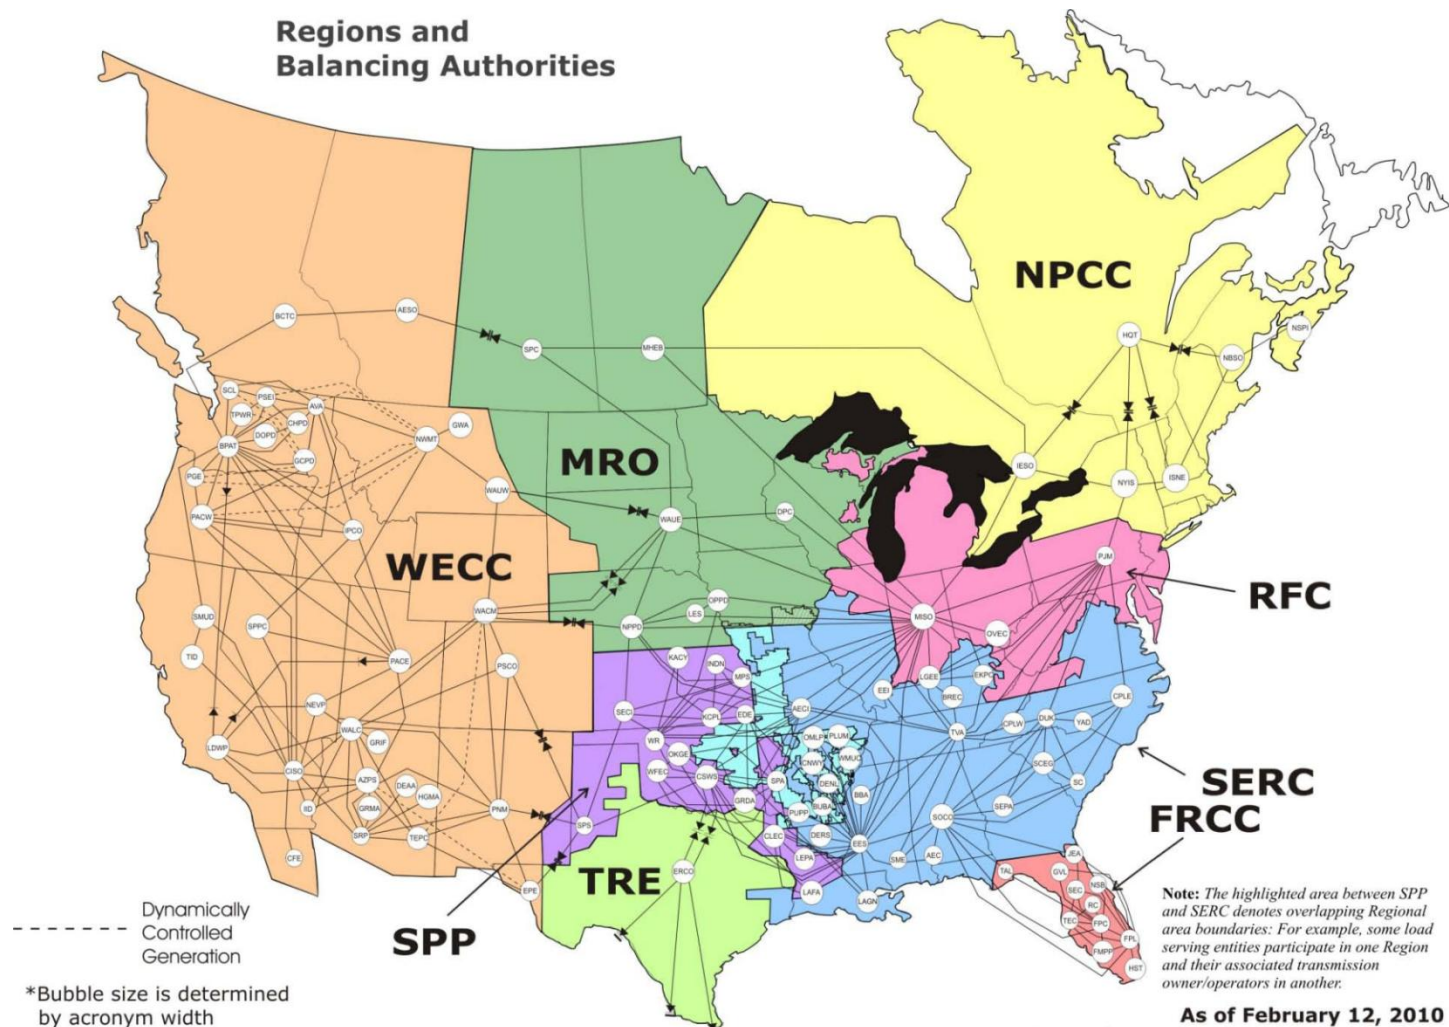 Regions and
Balancing Authorities
NPCC
NSPI
HQT
NBSO
BCTC
AESO
SPC
MHEB
SCL
PSEI
AVA
TPWR
CHPD
DOPD
GWA
NWMT
BPAT
GCPD
MRO
IESO
PGE
WAUW
NYIS
ISNE
PACW
WAUE
DPC
IPCO
PJM
WECC
RFC
WACM
OPPD
LES
SMUD
SPPC
NPPD
MISO
OVEC
TID
PACE
PSCO
KACY
INDN
MPS
LGEE
EKPC
EEI
BREC
CPLE
NEVP
SECI
KCPL
EDE
AECI
WALC
GRIF
TVA
CPLW
DUK
YAD
LDWP
WR
OKGE
OMLP
PLUM
WMUC
CNWY
CISO
AZPS
DEAA
HGMA
GRMA
WFEC
CSWS
SPA
DENL
SCEG
SC
SERC
BBA
IID
PNM
GRDA
PUPP
BUBA
SEPA
SOCO
FRCC
SRP
TEPC
SPS
CLEC
DERS
EES
CFE
LEPA
SME
AEC
JEA
TRE
ERCO
TAL
GVL
EPE
LAFA
LAGN
SEC
NSB
RC
TEC
FPC
FPL
FMPP
HST
SPP
Dynamically
Controlled
Generation
*Bubble size is determined
by acronym width
Note: The highlighted area between SPP
and SERC denotes overlapping Regional
area boundaries: For example, some load
serving entities participate in one Region
and their associated transmission
owner/operators in another.
As of February 12, 2010